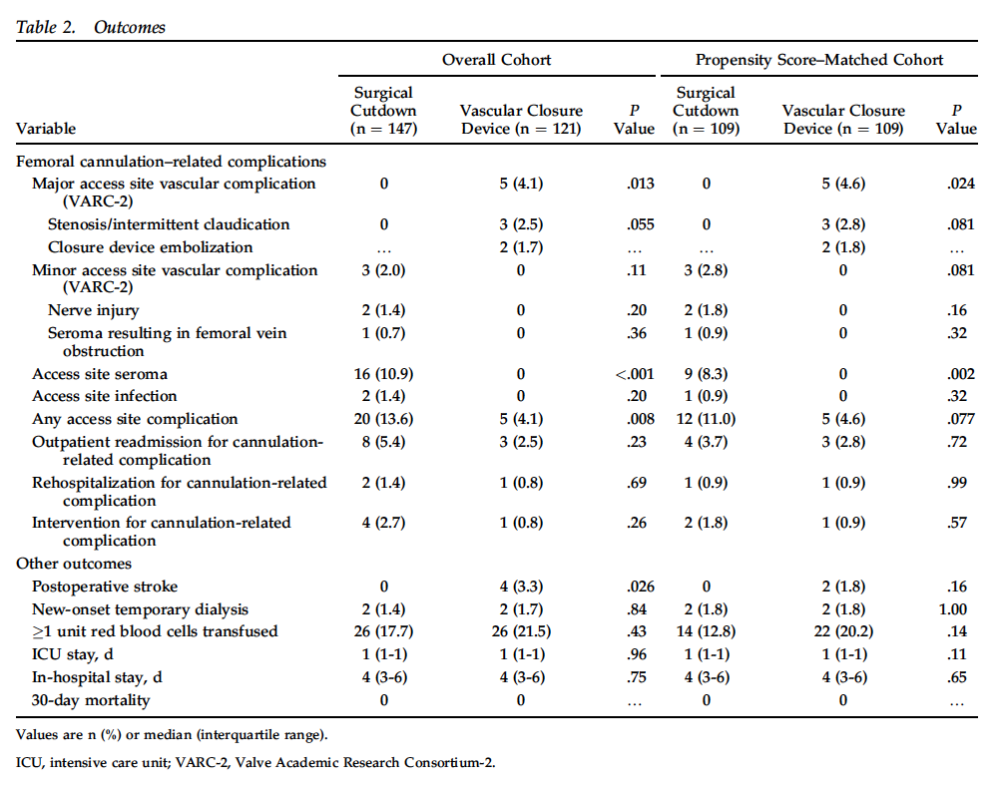 Table 2. Outcomes
Overall Cohort Propensity Score–Matched Cohort
Surgical Surgical
Cutdown Vascular Closure P Cutdown Vascular Closure P
Variable (n = 147) Device (n = 121) Value (n = 109) Device (n = 109) Value
Femoral cannulation–related complications
Major access site vascular complication 0 5 (4.1) .013 0 5 (4.6) .024
(VARC-2)
Stenosis/intermittent claudication 0 3 (2.5) .055 0 3 (2.8) .081
Closure device embolization … 2 (1.7) … … 2 (1.8) …
Minor access site vascular complication 3 (2.0) 0 .11 3 (2.8) 0 .081
(VARC-2)
Nerve injury 2 (1.4) 0 .20 2 (1.8) 0 .16
Seroma resulting in femoral vein 1 (0.7) 0 .36 1 (0.9) 0 .32
obstruction
Access site seroma 16 (10.9) 0 <.001 9 (8.3) 0 .002
Access site infection 2 (1.4) 0 .20 1 (0.9) 0 .32
Any access site complication 20 (13.6) 5 (4.1) .008 12 (11.0) 5 (4.6) .077
Outpatient readmission for cannulation- 8 (5.4) 3 (2.5) .23 4 (3.7) 3 (2.8) .72
related complication
Rehospitalization for cannulation-related 2 (1.4) 1 (0.8) .69 1 (0.9) 1 (0.9) .99
complication
Intervention for cannulation-related 4 (2.7) 1 (0.8) .26 2 (1.8) 1 (0.9) .57
complication
Other outcomes
Postoperative stroke 0 4 (3.3) .026 0 2 (1.8) .16
New-onset temporary dialysis 2 (1.4) 2 (1.7) .84 2 (1.8) 2 (1.8) 1.00
≥1 unit red blood cells transfused 26 (17.7) 26 (21.5) .43 14 (12.8) 22 (20.2) .14
ICU stay, d 1 (1-1) 1 (1-1) .96 1 (1-1) 1 (1-1) .11
In-hospital stay, d 4 (3-6) 4 (3-6) .75 4 (3-6) 4 (3-6) .65
30-day mortality 0 0 … 0 0 …
Values are n (%) or median (interquartile range).
ICU, intensive care unit; VARC-2, Valve Academic Research Consortium-2.